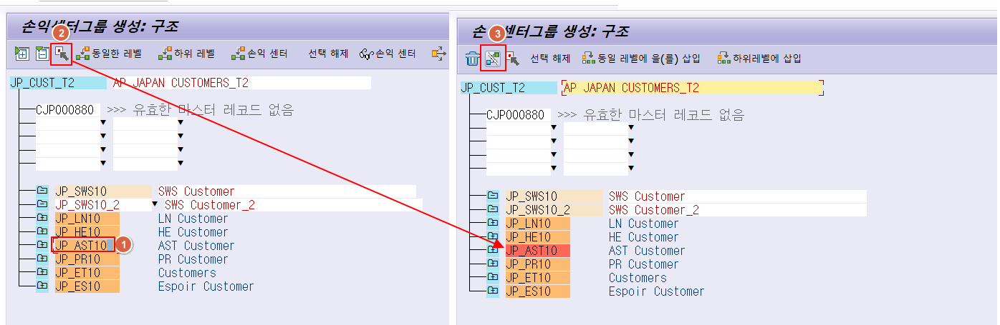 손익센터그룹 생성: 구조
2
동일한 레벨 하위 레벨 손익 센터 선택 해제 손익 센터
JP_CUST_T2 AP JAPAN CUSTOMERS_T2
CJP000880 >>> 유효한 마스터 레코드 없음
JP_SWS10 SWS Customer
JP_SWS10_2 SWS Customer_2
JP_LN10 LN Customer
JP_HE10 HE Customer
JP_AST10 AST Customer
1
JP_PR10 PR Customer
JP_ET10 Customers
JP_ES10 Espoir Customer
손 센터그룹 생성: 구조
3
선택 해제 동일 레벨에 을(를) 삽입 하위레벨에 삽입
JP_CUST_T2 AP JAPAN CUSTOMERS_T2
CJP000880 >>> 유효한 마스터 레코드 없음
JP_SWS10 SWS Customer
JP_SWS10_2 SWS Customer_2
JP_LN10 LN Customer
JP_HE10 HE Customer
JP_AST10 AST Customer
JP_PR10 PR Customer
JP_ET10 Customers
JP_ES10 Espoir Customer